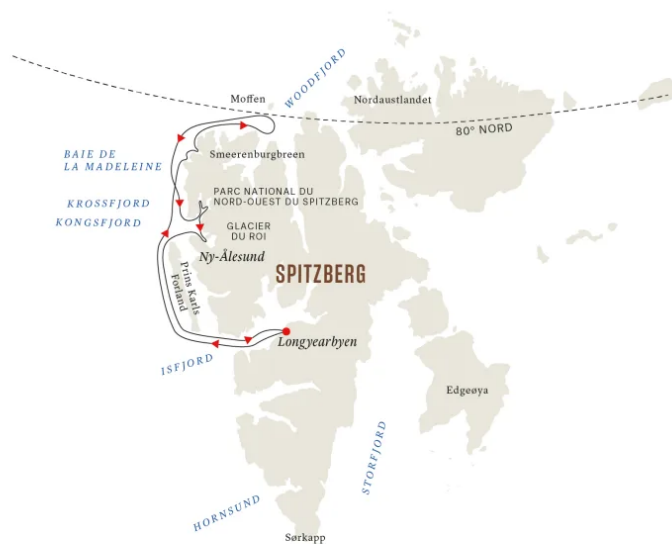 WOODFJORD
Moffen
Nordaustlandet
80° NORD
BAIE DE
LA MADELEINE
Smeerenburgbreen
PARC NATIONAL DU
NORD-OUEST DU SPITZBERG
KROSSFJORD
KONGSFJORD
GLACIER
DU ROI
Ny-Ålesund
SPITZBERG
Prins Karls
Forland
Longyearbyen
ISFJORD
Edgeøya
STORFJORD
HORNSUND
Sørkapp